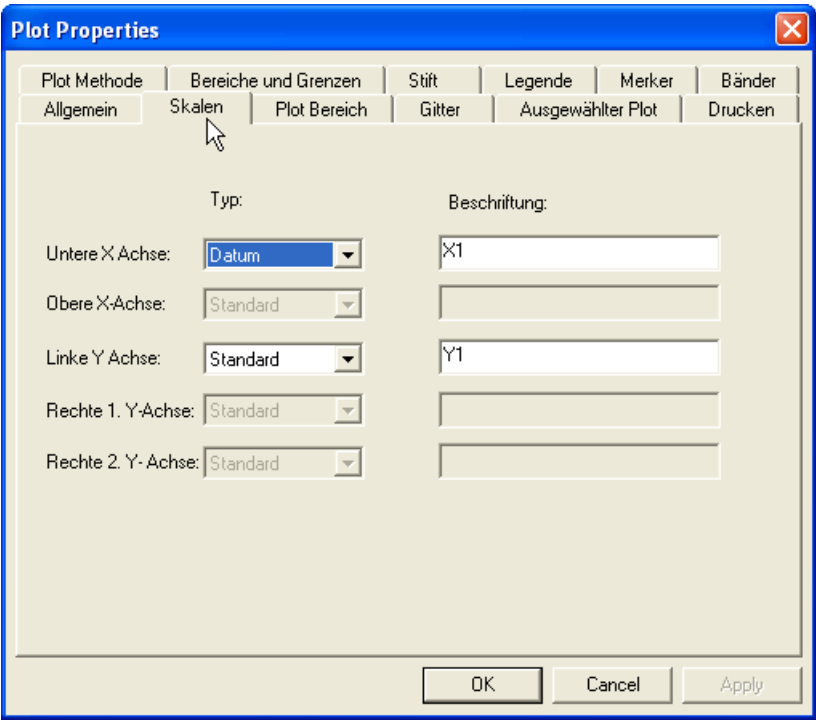 Plot Properties
Plot Methode Bereiche und Grenzen Stift Legende Merker Bänder
Allgemein Skalen Plot Bereich Gitter Ausgewählter Plot Drucken
Typ: Beschriftung:
Untere X Achse: Datum X1
Obere X-Achse: Standard
Linke Y Achse: Standard Y1
Rechte 1. Y-Achse: Standard
Rechte 2. Y- Achse: Standard
OK Cancel Apply